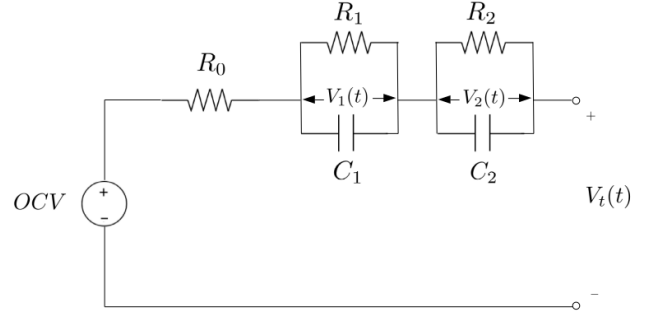 R₁ R₂
R₀
V₁(t) V₂(t)
C₁ C₂
+
OCV + −
Vₜ(t)
−